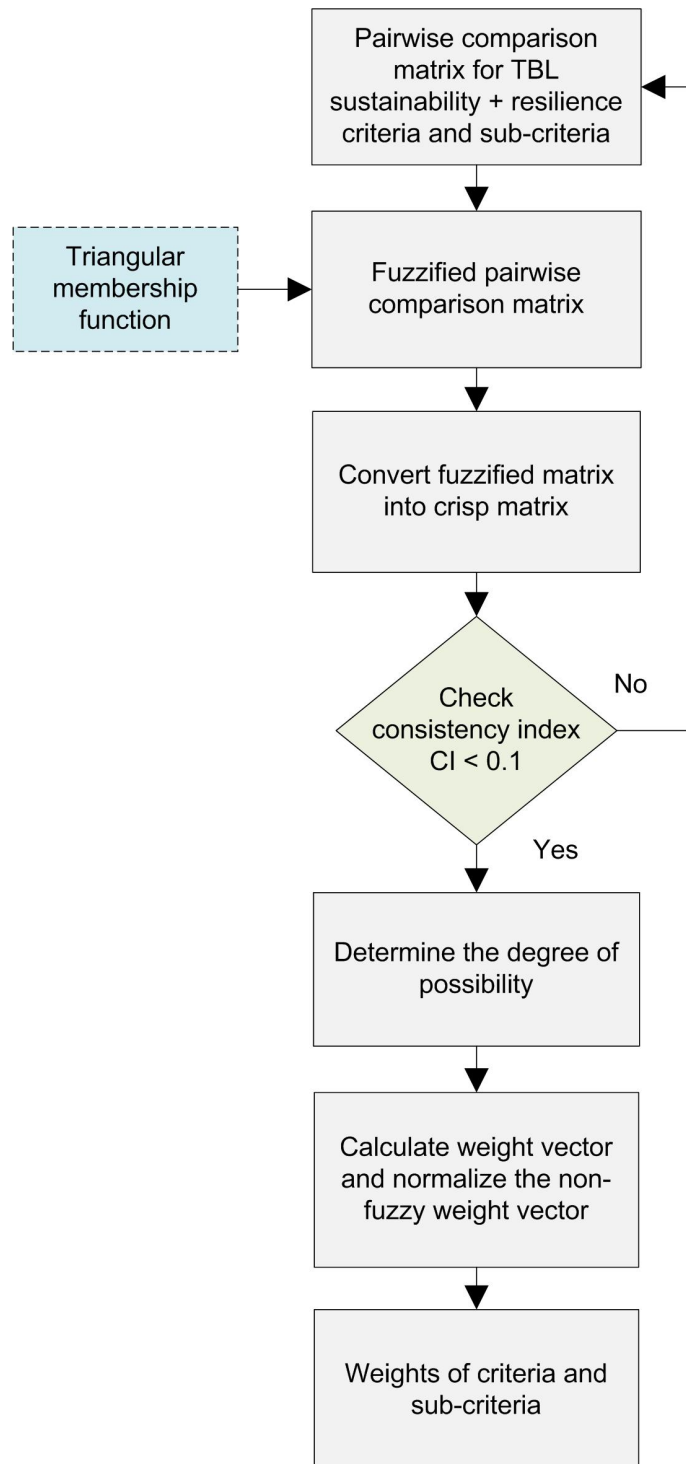 Pairwise comparison
matrix for TBL
sustainability + resilience
criteria and sub-criteria
Triangular
membership
function
Fuzzified pairwise
comparison matrix
Convert fuzzified matrix
into crisp matrix
Check
consistency index
CI < 0.1
No
Yes
Determine the degree of
possibility
Calculate weight vector
and normalize the non-
fuzzy weight vector
Weights of criteria and
sub-criteria